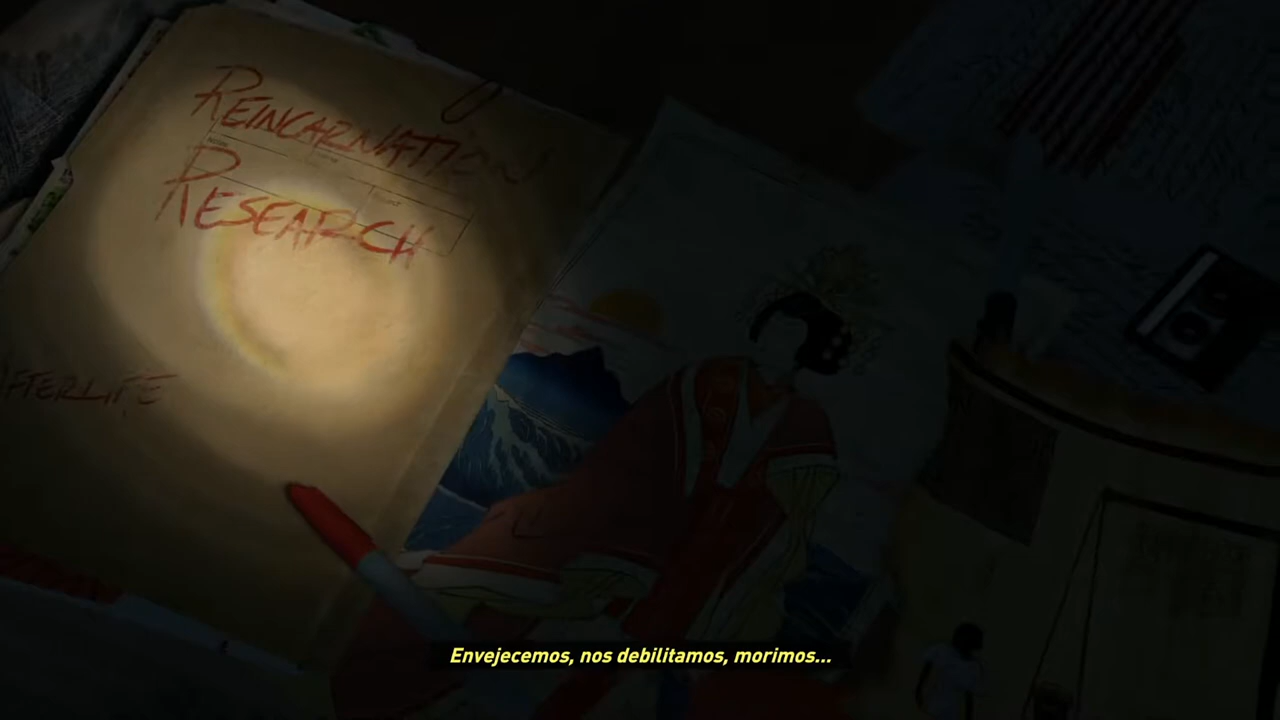 REINCARNATION
RESEARCH
AFTERLIFE
Envejecemos, nos debilitamos, morimos...